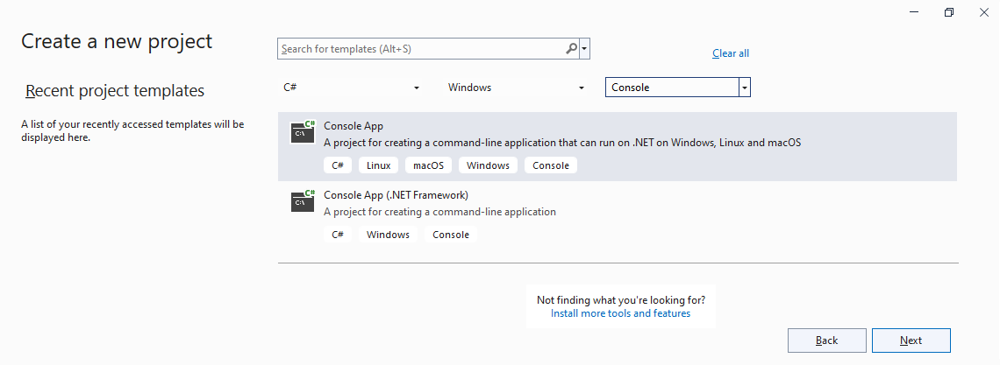 Create a new project
Search for templates (Alt+S)
Clear all
Recent project templates
C#
Windows
Console
A list of your recently accessed templates will be
displayed here.
C#
C:\
Console App
A project for creating a command-line application that can run on .NET on Windows, Linux and macOS
C# Linux macOS Windows Console
C#
C:\
Console App (.NET Framework)
A project for creating a command-line application
C# Windows Console
Not finding what you're looking for?
Install more tools and features
Back
Next